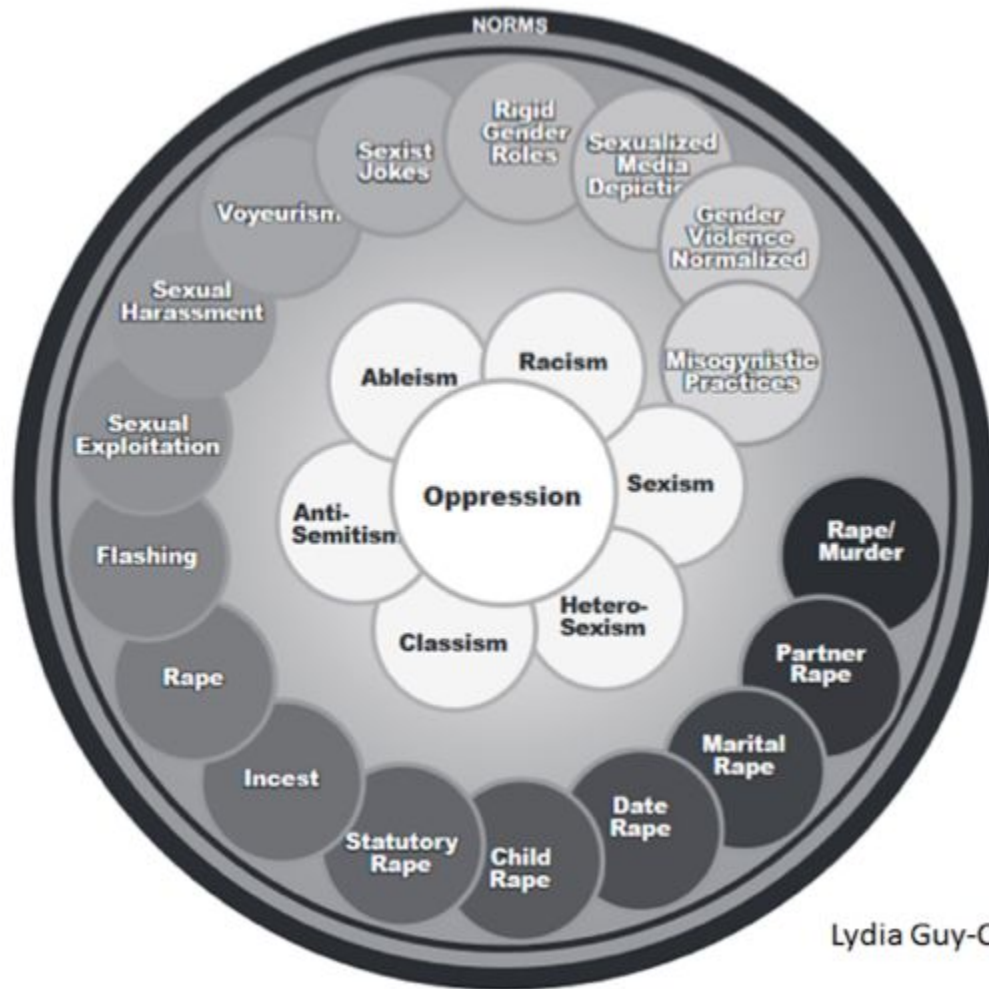 NORMS
Rigid
Gender
Roles
Sexist
Jokes
Sexualized
Media
Gender
Violence
Normalized
Misogynistic
Practices
Voyeurism
Sexual
Harassment
Sexual
Exploitation
Flashing
Rape
Incest
Statutory
Rape
Child
Rape
Date
Rape
Marital
Rape
Partner
Rape
Rape/
Murder
Ableism
Racism
Sexism
Hetero-
Sexism
Classism
Anti-
Semitism
Oppression
Lydia